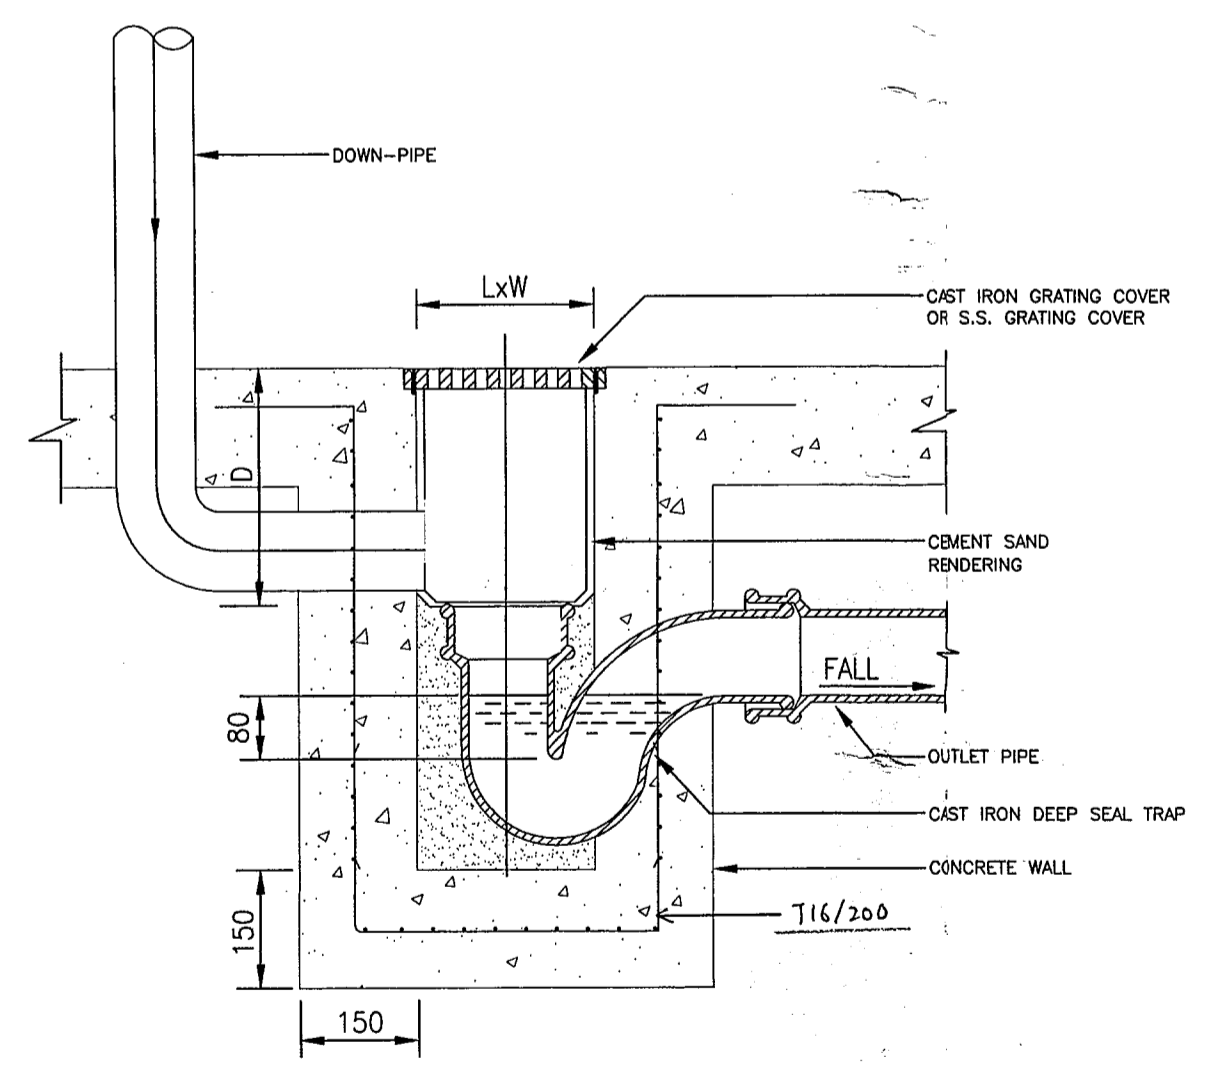 DOWN-PIPE
LxW
CAST IRON GRATING COVER
OR S.S. GRATING COVER
D
CEMENT SAND
RENDERING
FALL
80
OUTLET PIPE
CAST IRON DEEP SEAL TRAP
CONCRETE WALL
T16/200
150
150